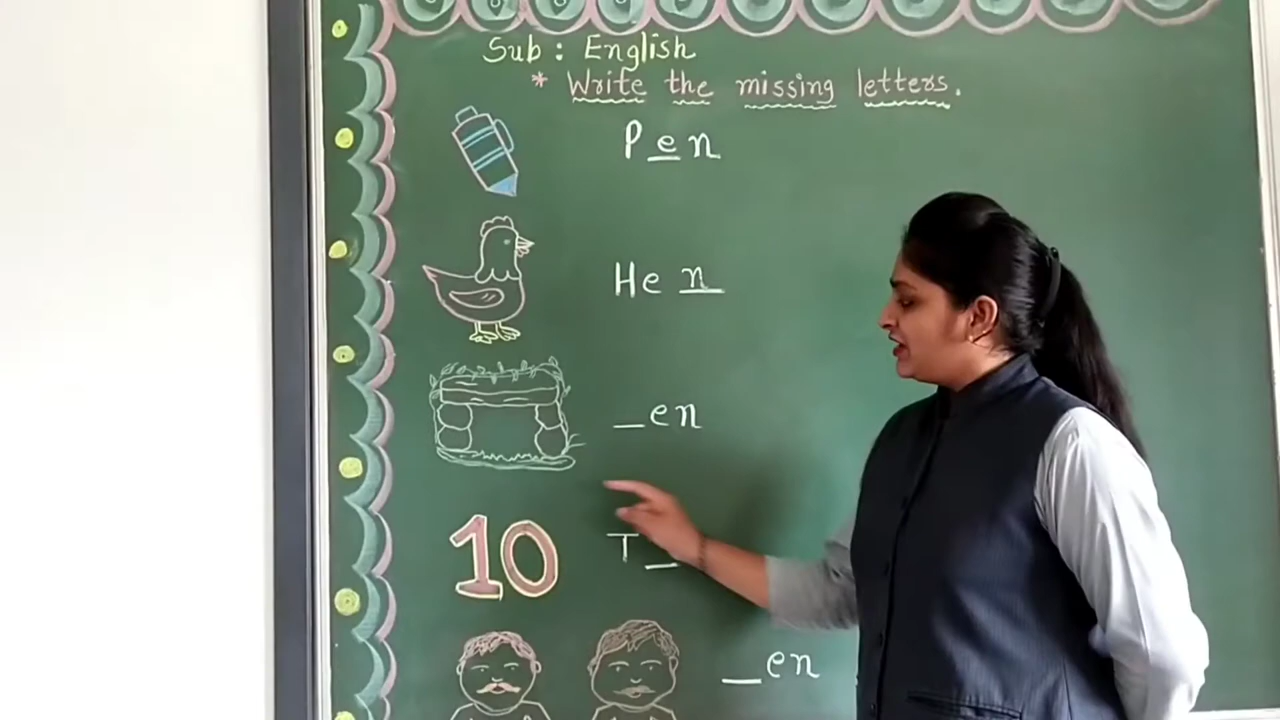 Sub : English
* Write the missing letters.
Pen
Hen
_en
10 T_
_en